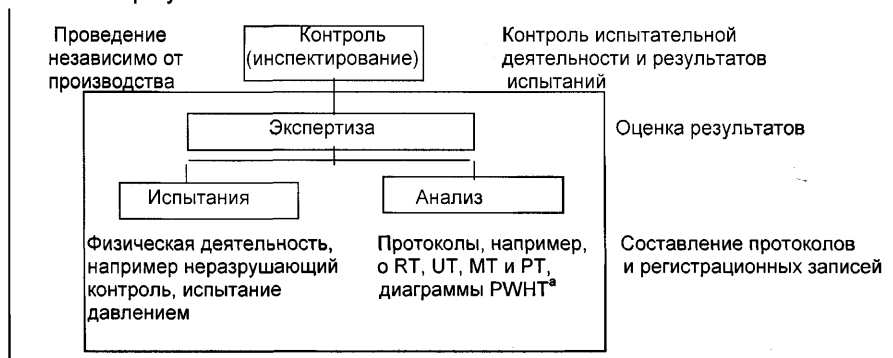 Проведение
независимо от
производства
Контроль
(инспектирование)
Контроль испытательной
деятельности и результатов
испытаний
Экспертиза
Оценка результатов
Испытания
Анализ
Физическая деятельность,
например неразрушающий
контроль, испытание
давлением
Протоколы, например,
о RT, UT, MT и PT,
диаграммы PWHTᵃ
Составление протоколов
и регистрационных записей